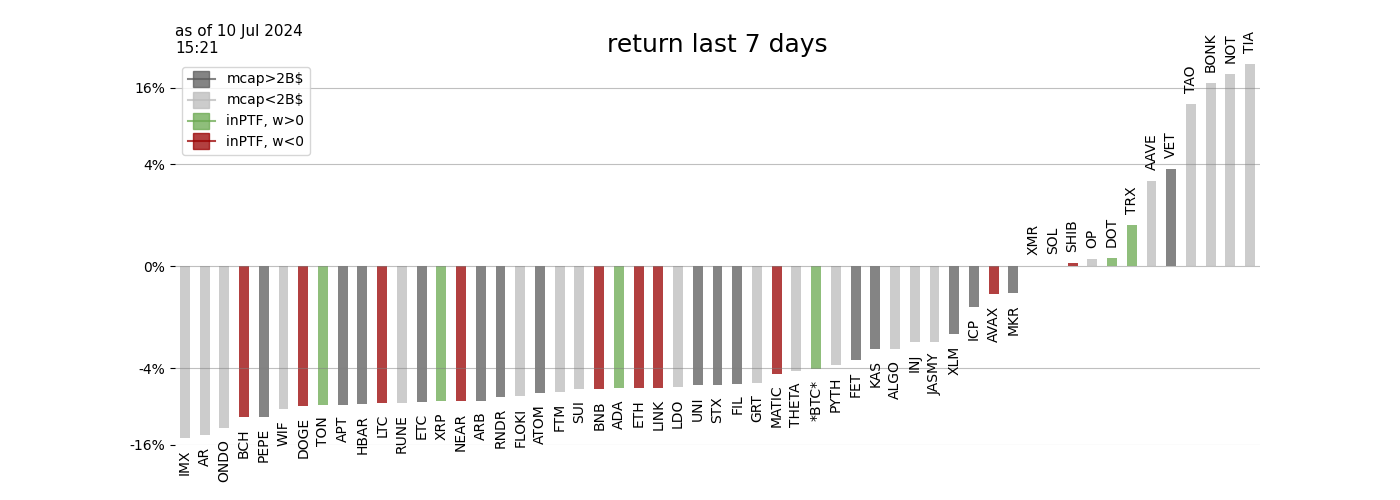 as of 10 Jul 2024
15:21
return last 7 days
mcap>2B$
mcap<2B$
inPTF, w>0
inPTF, w<0
16%
4%
0%
-4%
-16%
IMX
AR
ONDO
BCH
PEPE
WIF
DOGE
TON
APT
HBAR
LTC
RUNE
ETC
XRP
NEAR
ARB
RNDR
FLOKI
ATOM
FTM
SUI
BNB
ADA
ETH
LINK
LDO
UNI
STX
FIL
GRT
MATIC
THETA
*BTC*
PYTH
FET
KAS
ALGO
INJ
JASMY
XLM
ICP
AVAX
MKR
XMR
SOL
SHIB
OP
DOT
TRX
AAVE
VET
TAO
BONK
NOT
TIA